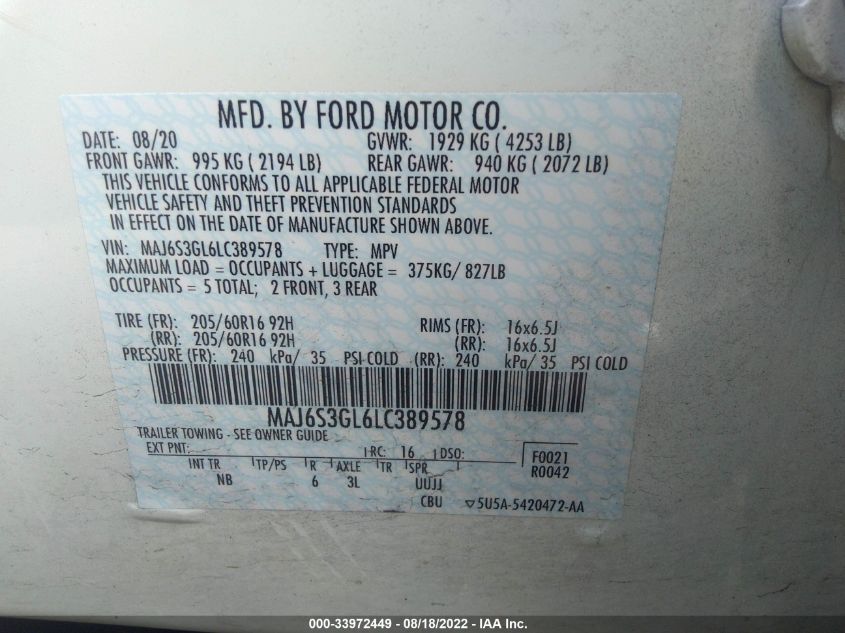 MFD. BY FORD MOTOR CO.
DATE: 08/20 GVWR: 1929 KG ( 4253 LB)
FRONT GAWR: 995 KG ( 2194 LB) REAR GAWR: 940 KG ( 2072 LB)
THIS VEHICLE CONFORMS TO ALL APPLICABLE FEDERAL MOTOR
VEHICLE SAFETY AND THEFT PREVENTION STANDARDS
IN EFFECT ON THE DATE OF MANUFACTURE SHOWN ABOVE.
VIN: MAJ6S3GL6LC389578 TYPE: MPV
MAXIMUM LOAD = OCCUPANTS + LUGGAGE = 375KG/ 827LB
OCCUPANTS = 5 TOTAL; 2 FRONT, 3 REAR
TIRE (FR): 205/60R16 92H RIMS (FR): 16x6.5J
(RR): 205/60R16 92H (RR): 16x6.5J
PRESSURE (FR): 240 kPa/ 35 PSI COLD (RR): 240 kPa/ 35 PSI COLD
MAJ6S3GL6LC389578
TRAILER TOWING - SEE OWNER GUIDE
EXT PNT: RC: 16 DSO: F0021
R0042
INT TR TP/PS R AXLE TR SPR
NB 6 3L UUJJ
CBU ▽5U5A-5420472-AA
000-33972449 - 08/18/2022 - IAA Inc.